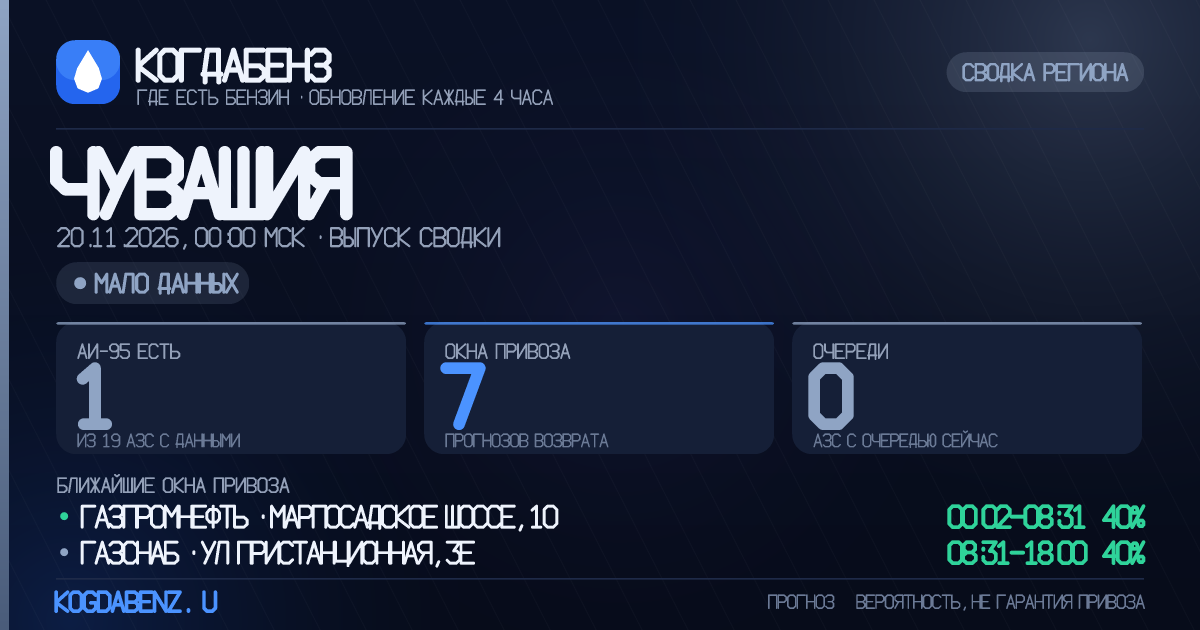 КОГДАБЕНЗ
ГДЕ ЕСТЬ БЕНЗИН · ОБНОВЛЕНИЕ КАЖДЫЕ 4 ЧАСА
СВОДКА РЕГИОНА
ЧУВАШИЯ
20.11.2026, 00:00 МСК · ВЫПУСК СВОДКИ
МАЛО ДАННЫХ
АИ-95 ЕСТЬ
1
ИЗ 19 АЗС С ДАННЫМИ
ОКНА ПРИВОЗА
7
ПРОГНОЗОВ ВОЗВРАТА
ОЧЕРЕДИ
0
АЗС С ОЧЕРЕДЬЮ СЕЙЧАС
БЛИЖАЙШИЕ ОКНА ПРИВОЗА
• ГАЗПРОМНЕФТЬ · МАРПОСАДСКОЕ ШОССЕ, 10 00:02–08:31 40%
• ГАЗСНАБ · УЛ ПРИСТАНЦИОННАЯ, 3Е 08:31–18:00 40%
KOGDABENZ. U
ПРОГНОЗ ВЕРОЯТНОСТЬ, НЕ ГАРАНТИЯ ПРИВОЗА